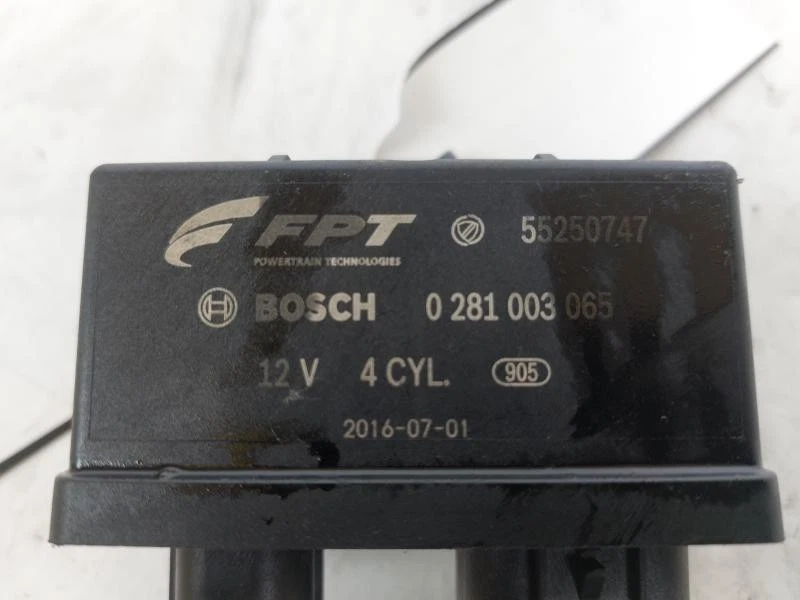 FPT 55250747
POWERTRAIN TECHNOLOGIES
BOSCH 0 281 003 065
12 V 4 CYL. 905
2016-07-01